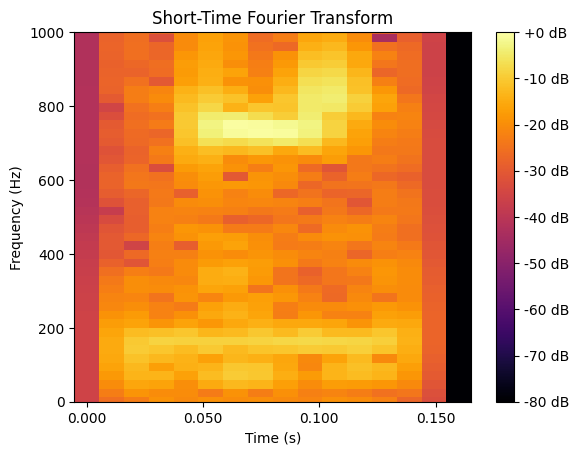 Short-Time Fourier Transform
1000
800
600
400
200
0
Frequency (Hz)
0.000
0.050
0.100
0.150
Time (s)
+0 dB
-10 dB
-20 dB
-30 dB
-40 dB
-50 dB
-60 dB
-70 dB
-80 dB